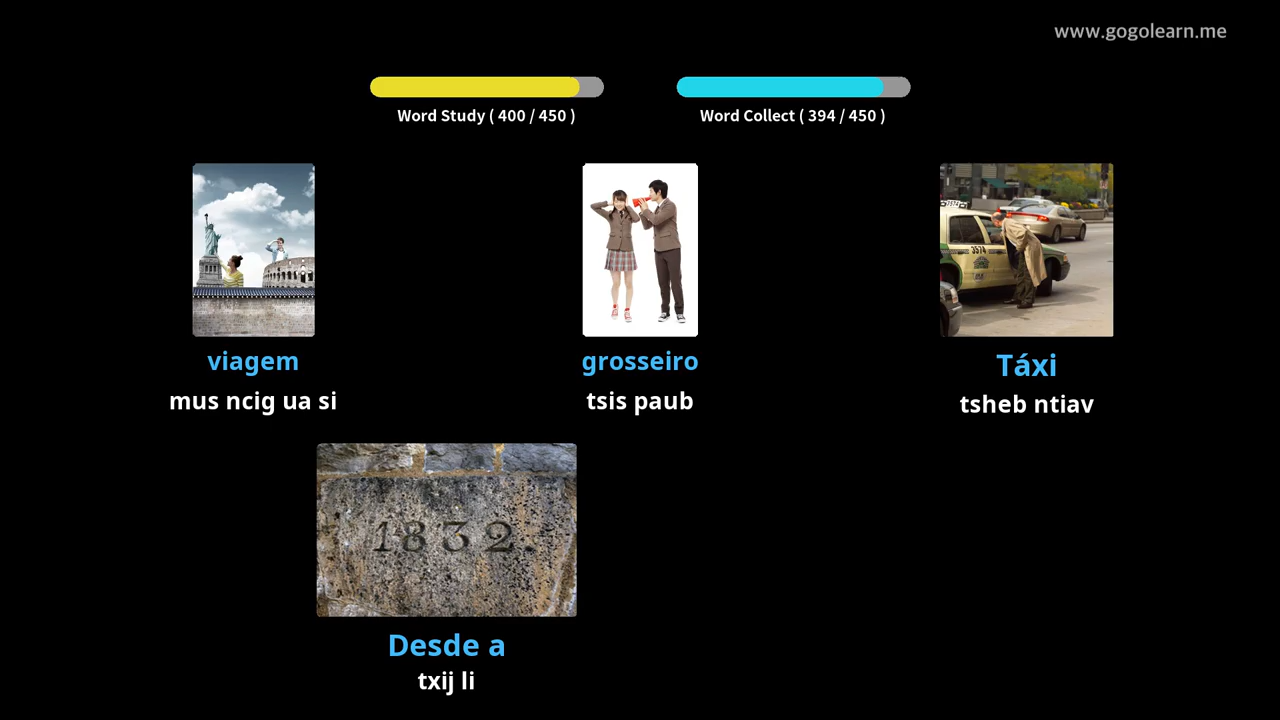 www.gogolearn.me
Word Study ( 400 / 450 )
Word Collect ( 394 / 450 )
3574
viagem
grosseiro
Táxi
mus ncig ua si
tsis paub
tsheb ntiav
1832
Desde a
txij li